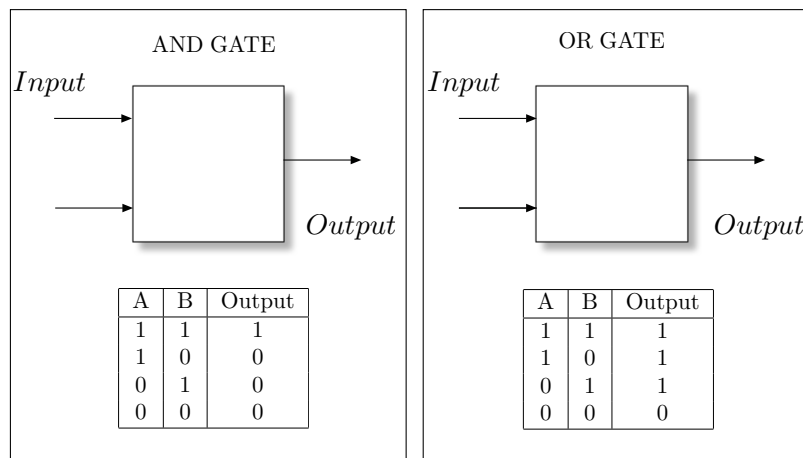 AND GATE
Input
Output
A B Output
1 1 1
1 0 0
0 1 0
0 0 0
OR GATE
Input
Output
A B Output
1 1 1
1 0 1
0 1 1
0 0 0